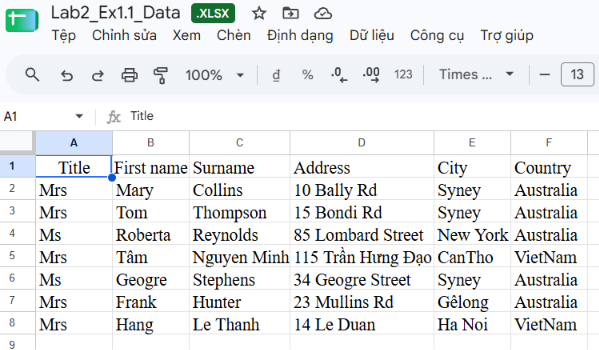 Lab2_Ex1.1_Data .XLSX
Tệp Chỉnh sửa Xem Chèn Định dạng Dữ liệu Công cụ Trợ giúp
100% ₫ % .0 .00 123 Times ... 13
A1 fx Title
A B C D E F
1 Title First name Surname Address City Country
2 Mrs Mary Collins 10 Bally Rd Syney Australia
3 Mrs Tom Thompson 15 Bondi Rd Syney Australia
4 Ms Roberta Reynolds 85 Lombard Street New York Australia
5 Mrs Tâm Nguyen Minh 115 Trần Hưng Đạo CanTho VietNam
6 Ms Geogre Stephens 34 Geogre Street Syney Australia
7 Mrs Frank Hunter 23 Mullins Rd Gêlong Australia
8 Mrs Hang Le Thanh 14 Le Duan Ha Noi VietNam
9